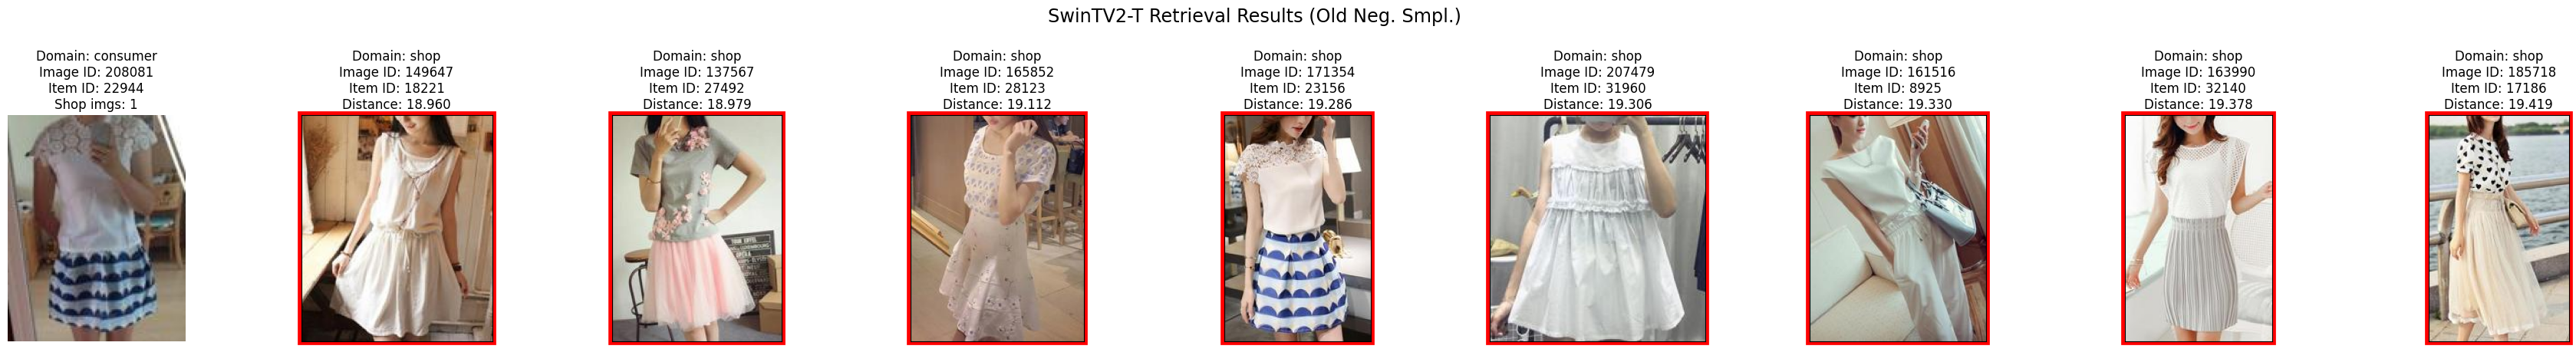 SwinTV2-T Retrieval Results (Old Neg. Smpl.)
Domain: consumer
Image ID: 208081
Item ID: 22944
Shop imgs: 1
Domain: shop
Image ID: 149647
Item ID: 18221
Distance: 18.960
Domain: shop
Image ID: 137567
Item ID: 27492
Distance: 18.979
Domain: shop
Image ID: 165852
Item ID: 28123
Distance: 19.112
Domain: shop
Image ID: 171354
Item ID: 23156
Distance: 19.286
Domain: shop
Image ID: 207479
Item ID: 31960
Distance: 19.306
Domain: shop
Image ID: 161516
Item ID: 8925
Distance: 19.330
Domain: shop
Image ID: 163990
Item ID: 32140
Distance: 19.378
Domain: shop
Image ID: 185718
Item ID: 17186
Distance: 19.419